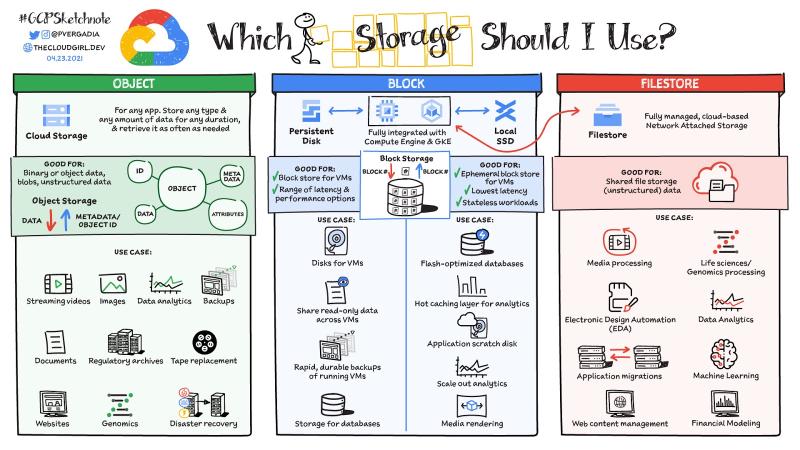 #GCPSketchnote
@PVERGADIA
THECLOUDGIRL.DEV
04.23.2021
Which Storage Should I Use?
OBJECT
Cloud Storage
For any app. Store any type &
any amount of data for any duration,
& retrieve it as often as needed
GOOD FOR:
Binary or object data,
blobs, unstructured data
Object Storage
DATA
METADATA/
OBJECT ID
ID
META
DATA
OBJECT
DATA
ATTRIBUTES
USE CASE:
Streaming videos
Images
Data analytics
Backups
Documents
Regulatory archives
Tape replacement
Websites
Genomics
Disaster recovery
BLOCK
Persistent
Disk
Fully integrated with
Compute Engine & GKE
Local
SSD
GOOD FOR:
✓Block store for VMs
✓Range of latency &
performance options
Block Storage
BLOCK#
BLOCK#
GOOD FOR:
✓Ephemeral block store
for VMs
✓Lowest latency
✓Stateless workloads
USE CASE:
Disks for VMs
Share read-only data
across VMs
Rapid, durable backups
of running VMs
Storage for databases
USE CASE:
Flash-optimized databases
Hot caching layer for analytics
Application scratch disk
Scale out analytics
Media rendering
FILESTORE
Filestore
Fully managed, cloud-based
Network Attached Storage
GOOD FOR:
Shared file storage
(unstructured) data
USE CASE:
Media processing
Life sciences/
Genomics processing
Electronic Design Automation
(EDA)
Data Analytics
Application migrations
Machine Learning
Web content management
Financial Modeling